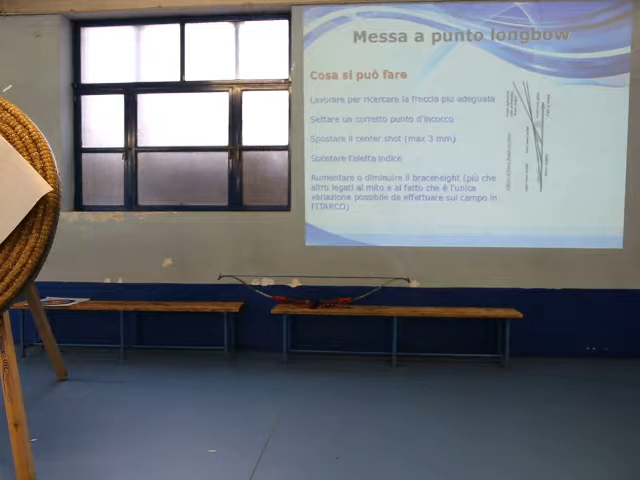 Messa a punto longbow
Cosa si può fare
Lavorare per ricercare la freccia più adeguata
Settare un corretto punto d'incocco
Spostare il center shot (max 3 mm)
Spostare l'aletta indice
Aumentare o diminuire il braceheight (più che
altro legati al mito e al fatto che è l'unica
variazione possibile da effettuare sul campo in
FITARCO)